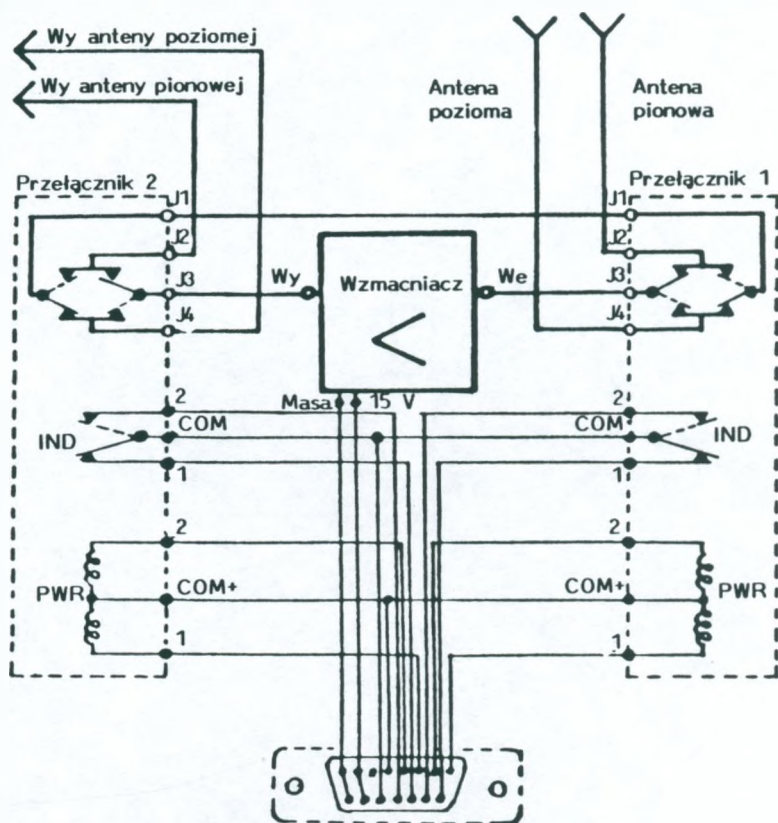 Wy anteny poziomej
Wy anteny pionowej
Antena pozioma
Antena pionowa
Przełącznik 2
Przełącznik 1
J1
J2
J3
J4
Wy
Wzmacniacz
We
J1
J2
J3
J4
Masa
15 V
2
COM
1
IND
2
COM
1
IND
2
COM+
1
PWR
2
COM+
1
PWR